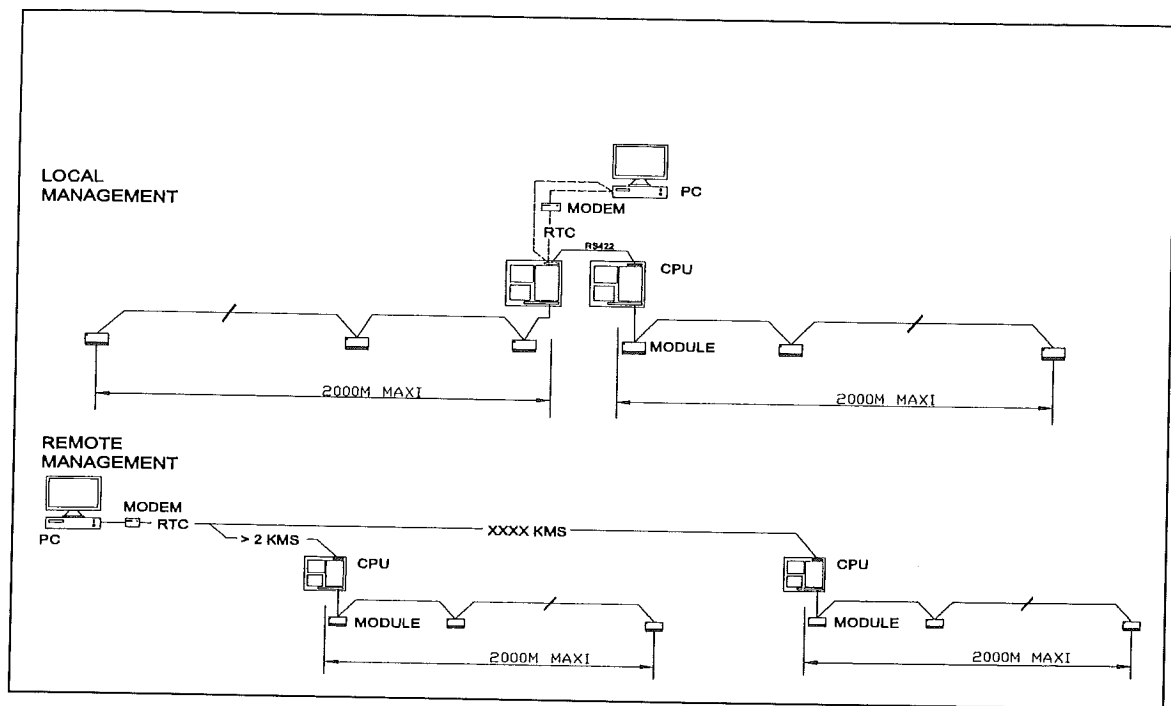 LOCAL
MANAGEMENT
PC
MODEM
RTC
RS422
CPU
MODULE
2000M MAXI
2000M MAXI
REMOTE
MANAGEMENT
MODEM
RTC
PC
XXXX KMS
> 2 KMS
CPU
CPU
MODULE
MODULE
2000M MAXI
2000M MAXI